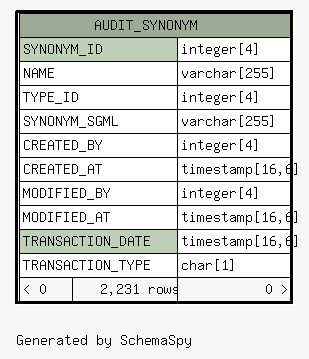 AUDIT_SYNONYM
SYNONYM_ID integer[4]
NAME varchar[255]
TYPE_ID integer[4]
SYNONYM_SGML varchar[255]
CREATED_BY integer[4]
CREATED_AT timestamp[16,6]
MODIFIED_BY integer[4]
MODIFIED_AT timestamp[16,6]
TRANSACTION_DATE timestamp[16,6]
TRANSACTION_TYPE char[1]
< 0 2,231 rows 0 >
Generated by SchemaSpy